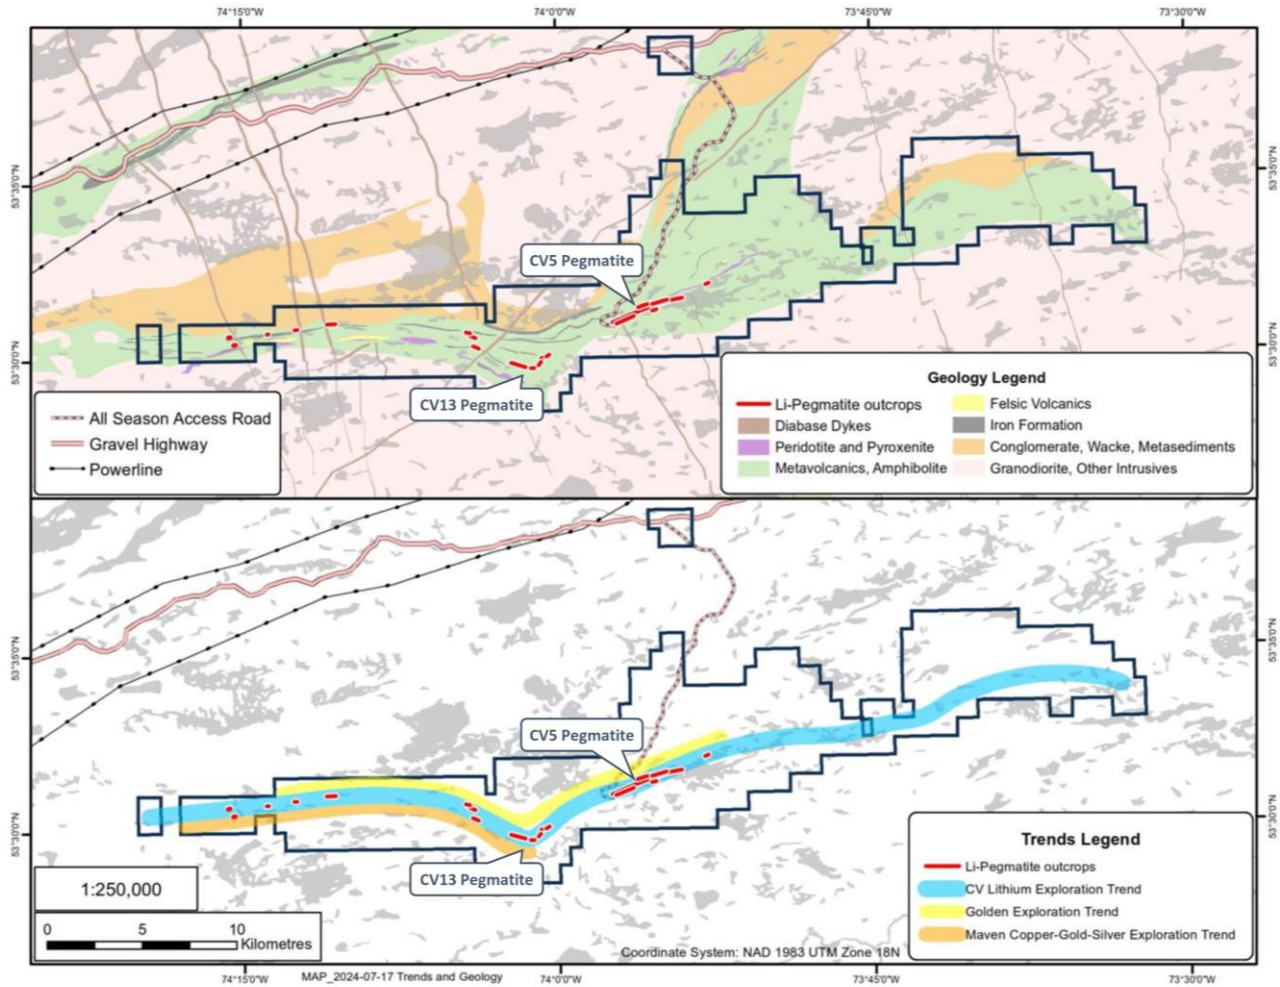 74°15'0"W 74°0'0"W 73°45'0"W 73°30'0"W
53°35'0"N
53°35'0"N
CV5 Pegmatite
53°30'0"N
53°30'0"N
CV13 Pegmatite
All Season Access Road
Gravel Highway
Powerline
Geology Legend
Li-Pegmatite outcrops
Diabase Dykes
Peridotite and Pyroxenite
Metavolcanics, Amphibolite
Felsic Volcanics
Iron Formation
Conglomerate, Wacke, Metasediments
Granodiorite, Other Intrusives
53°35'0"N
53°35'0"N
CV5 Pegmatite
53°30'0"N
53°30'0"N
CV13 Pegmatite
1:250,000
0 5 10
Kilometres
Trends Legend
Li-Pegmatite outcrops
CV Lithium Exploration Trend
Golden Exploration Trend
Maven Copper-Gold-Silver Exploration Trend
Coordinate System: NAD 1983 UTM Zone 18N
74°15'0"W MAP_2024-07-17 Trends and Geology 74°0'0"W 73°45'0"W 73°30'0"W